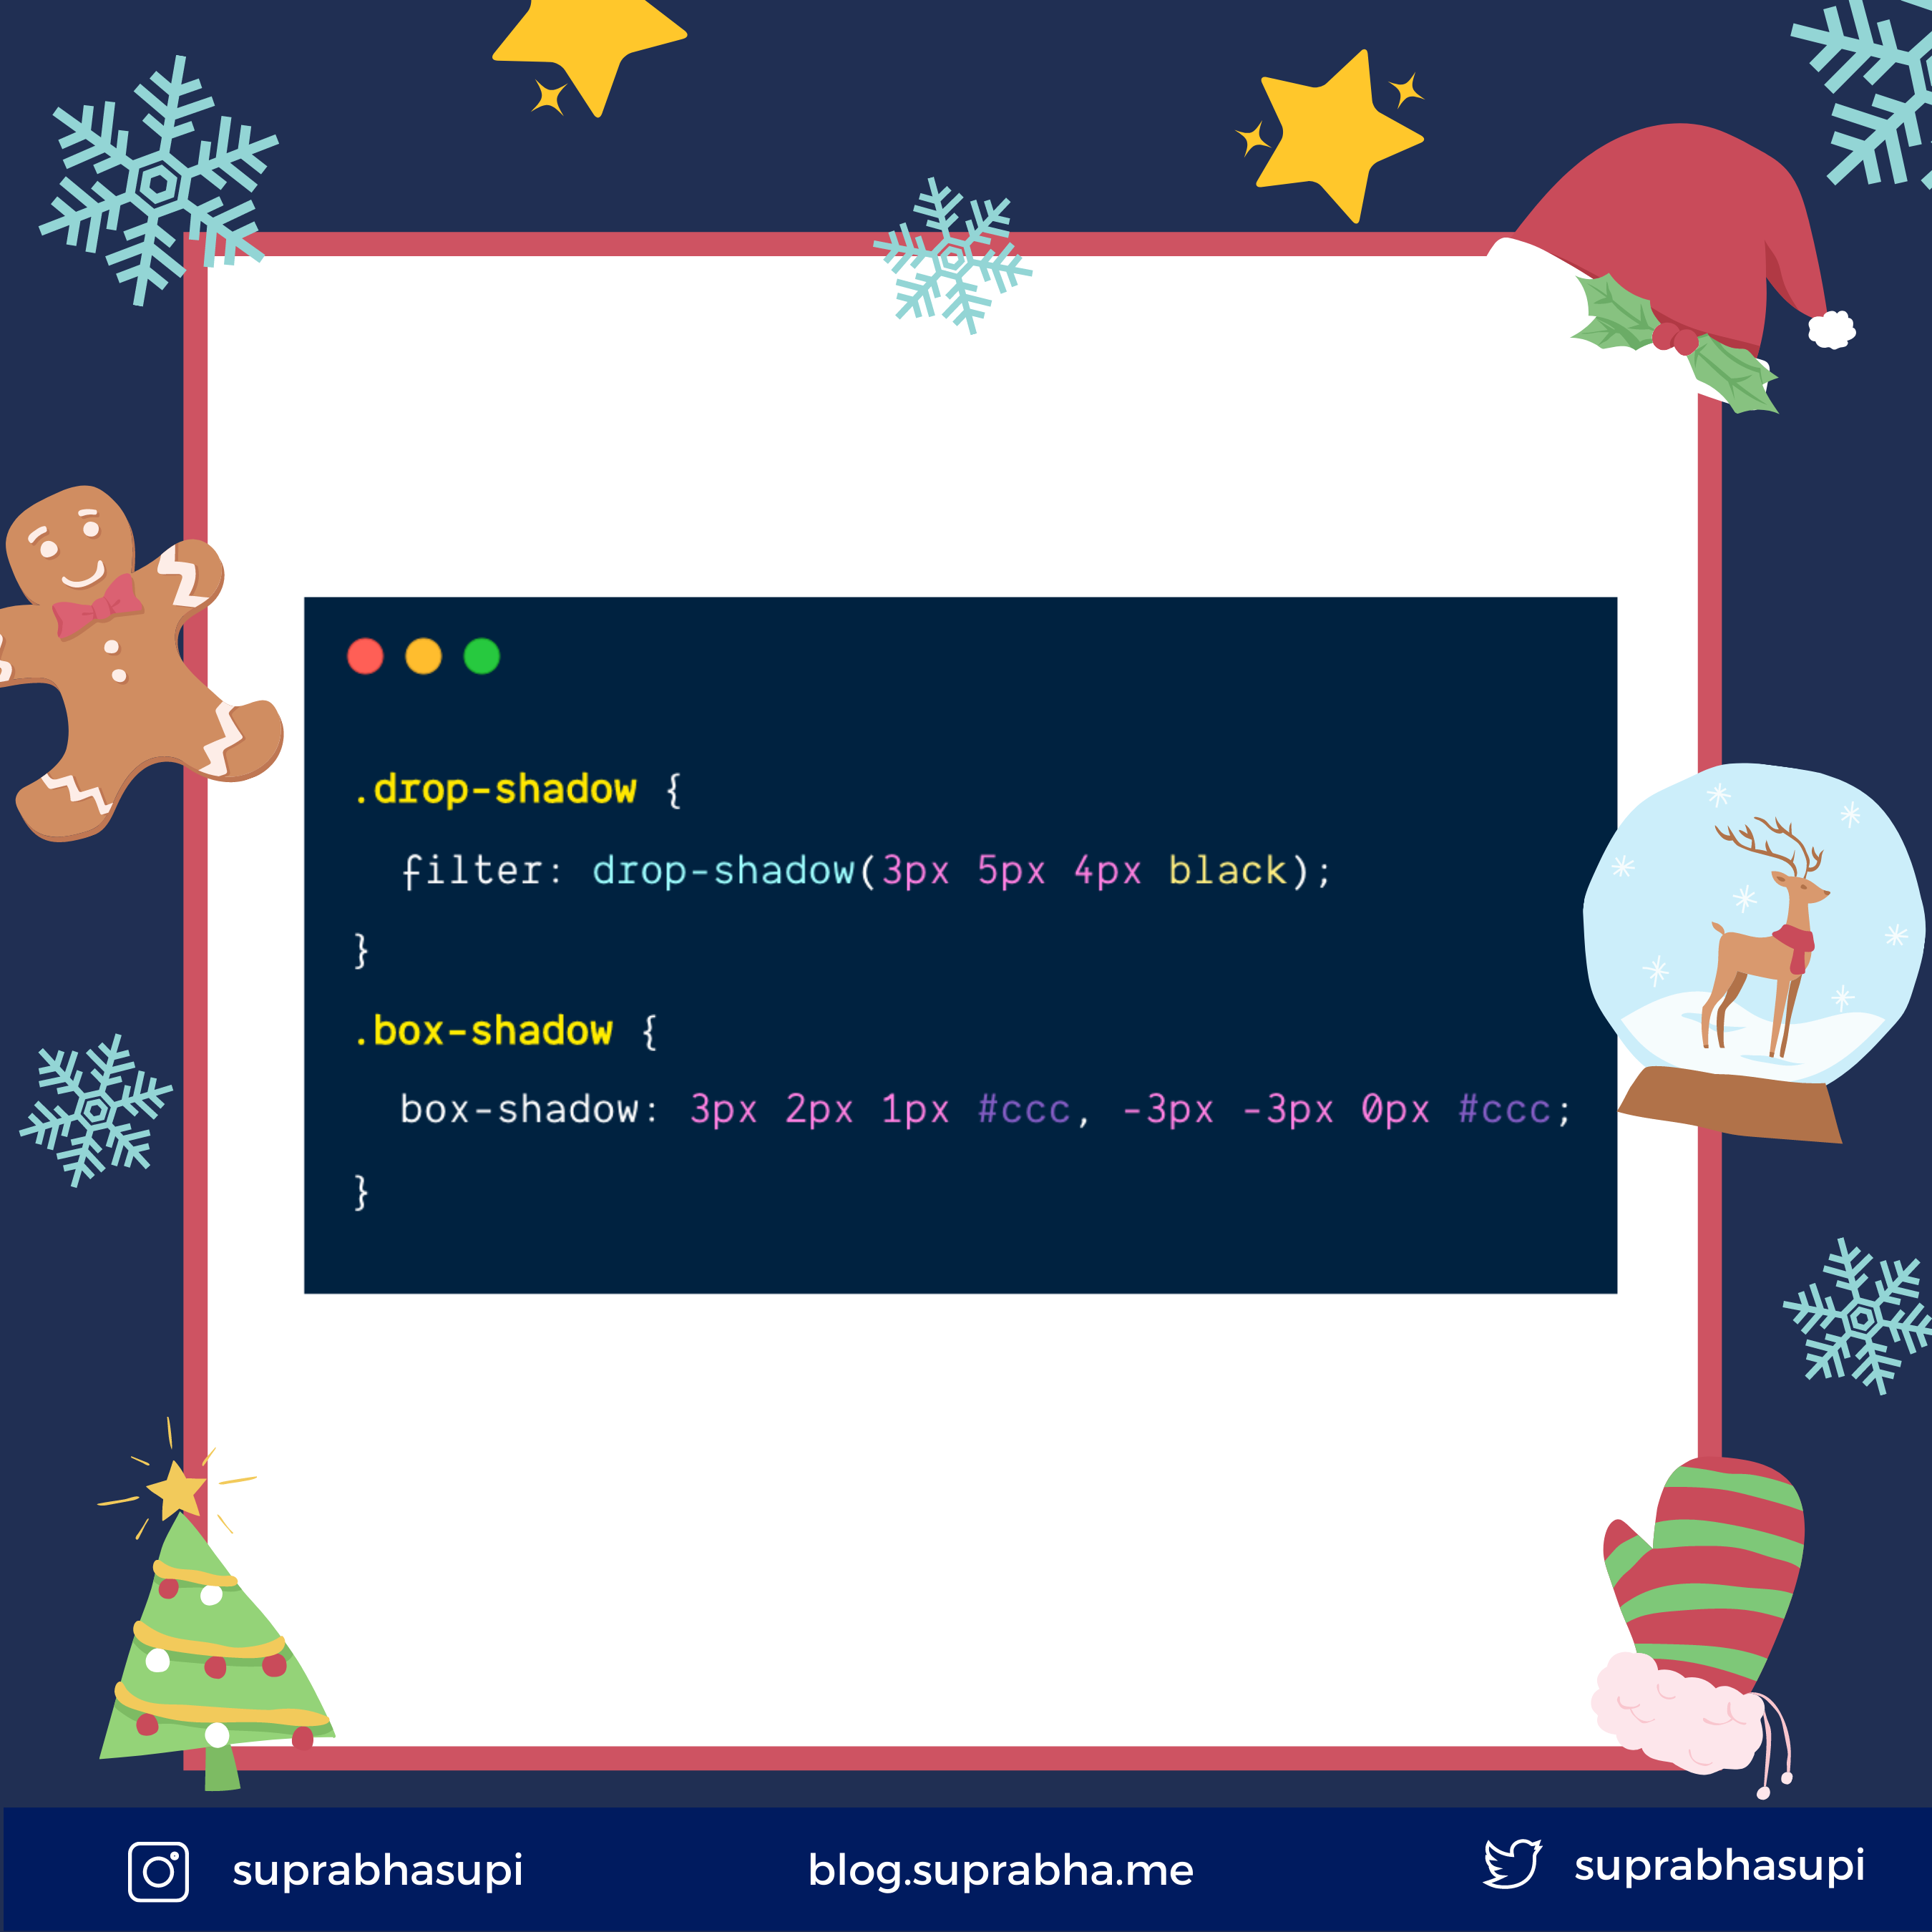 .drop-shadow {
filter: drop-shadow(3px 5px 4px black);
}
.box-shadow {
box-shadow: 3px 2px 1px #ccc, -3px -3px 0px #ccc;
}
suprabhasupi
blog.suprabha.me
suprabhasupi